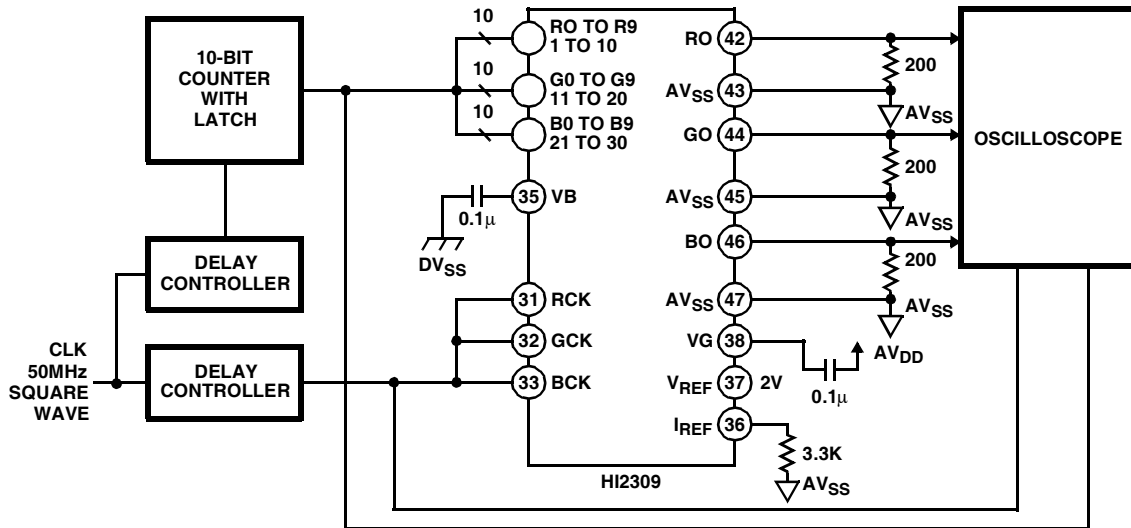 10-BIT
COUNTER
WITH
LATCH
DELAY
CONTROLLER
CLK
50MHz
SQUARE
WAVE
DELAY
CONTROLLER
10
RO TO R9
1 TO 10
10
G0 TO G9
11 TO 20
10
B0 TO B9
21 TO 30
35 VB
0.1μ
DVSS
31 RCK
32 GCK
33 BCK
RO 42
AVSS 43
GO 44
AVSS 45
BO 46
AVSS 47
VG 38
VREF 37 2V
IREF 36
HI2309
200
AVSS
200
AVSS
200
AVSS
AVDD
0.1μ
3.3K
AVSS
OSCILLOSCOPE